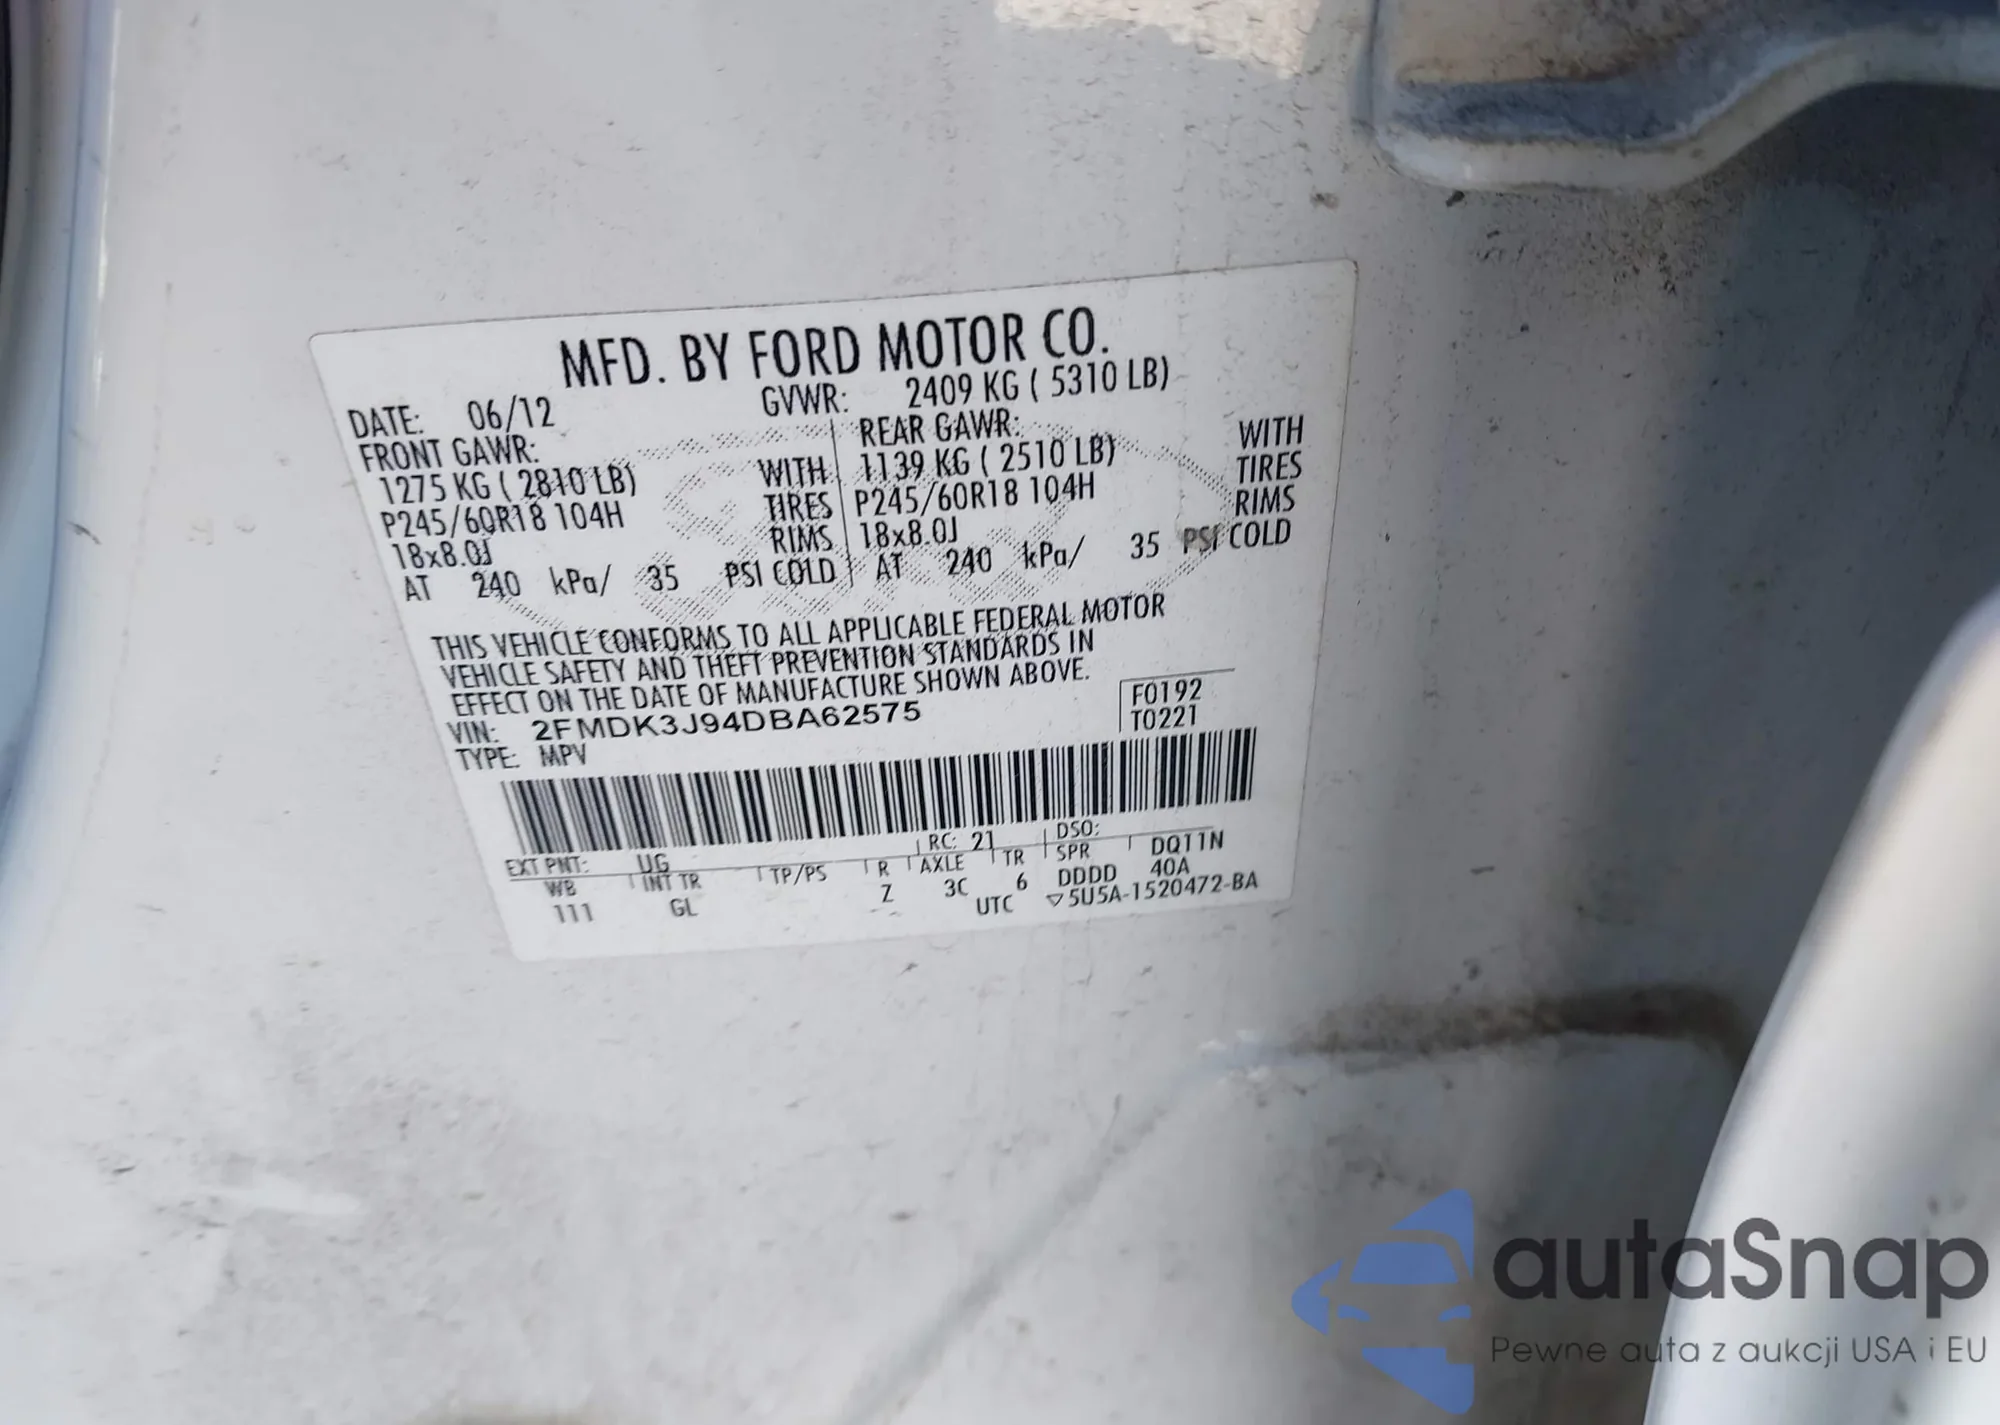 MFD. BY FORD MOTOR CO.
DATE: 06/12 GVWR: 2409 KG ( 5310 LB)
FRONT GAWR: REAR GAWR:
1275 KG ( 2810 LB) WITH 1139 KG ( 2510 LB) WITH
P245/60R18 104H TIRES P245/60R18 104H TIRES
18x8.0J RIMS 18x8.0J RIMS
AT 240 kPa/ 35 PSI COLD AT 240 kPa/ 35 PSI COLD
THIS VEHICLE CONFORMS TO ALL APPLICABLE FEDERAL MOTOR
VEHICLE SAFETY AND THEFT PREVENTION STANDARDS IN
EFFECT ON THE DATE OF MANUFACTURE SHOWN ABOVE.
VIN: 2FMDK3J94DBA62575
TYPE: MPV
F0192
T0221
EXT PNT: UG RC: 21 DSO:
WB INT TR TP/PS R AXLE TR SPR DQT1N
111 GL Z 3C 6 DDDD 40A
UTC ▽5U5A-1520472-BA
autaSnap
Pewne auta z aukcji USA i EU